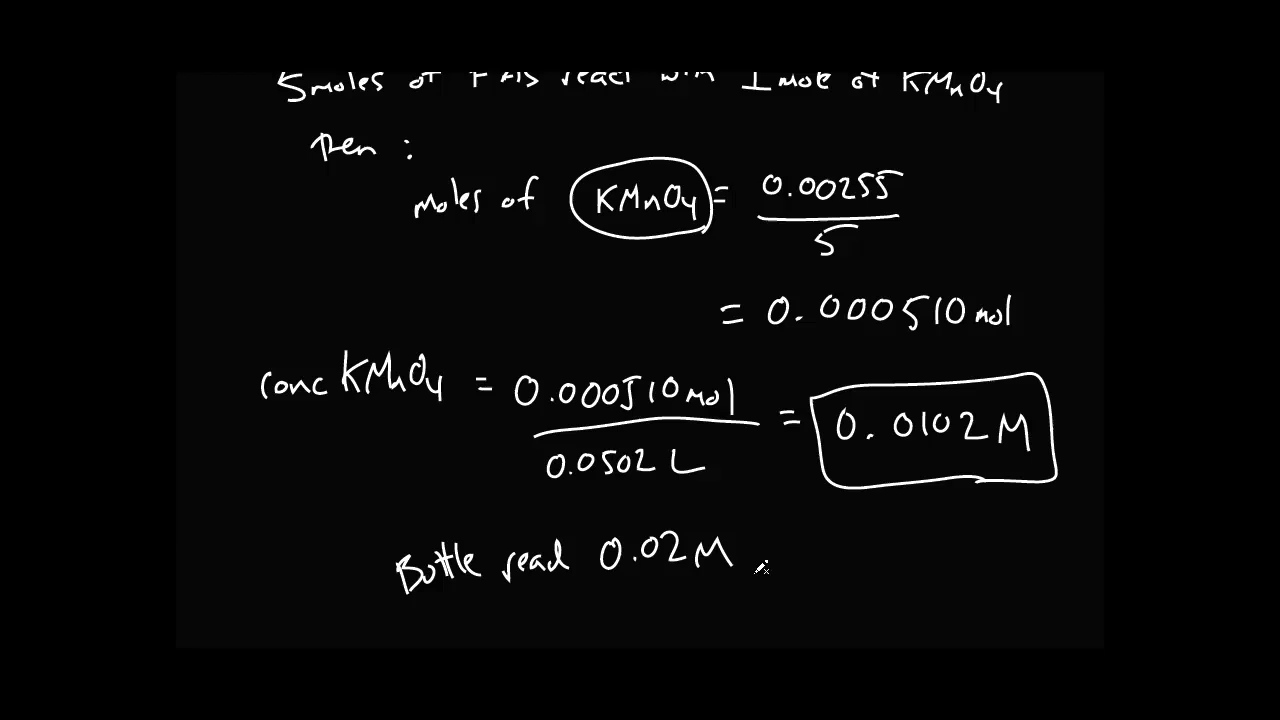 5 moles of FAS react with 1 mole of KMnO4
then :
moles of KMnO4 = 0.00255
5
= 0.000510 mol
conc KMnO4 = 0.000510 mol = 0.0102 M
0.0502 L
Bottle read 0.02 M